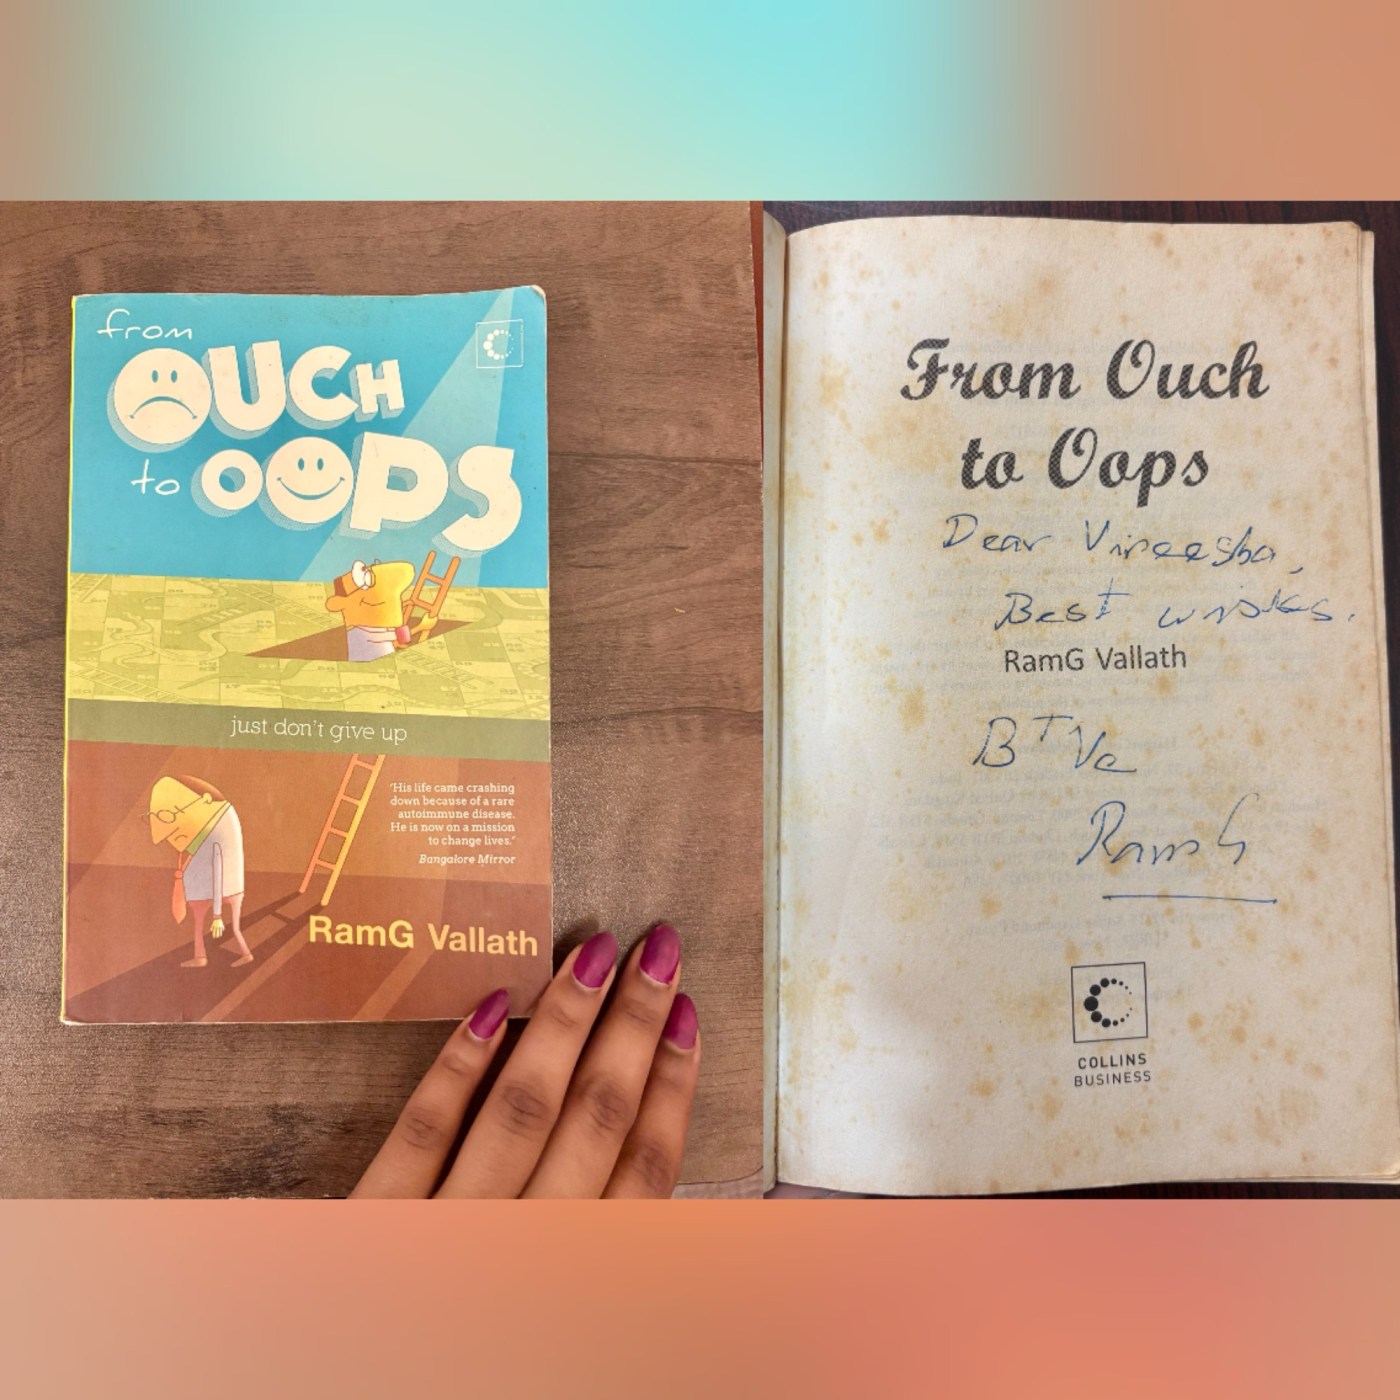 from
OUCH
to OOPS
just don't give up
'His life came crashing
down because of a rare
autoimmune disease.
He is now on a mission
to change lives.'
Bangalore Mirror
RamG Vallath
From Ouch
to Oops
Dear Vireesha,
Best wishes.
RamG Vallath
B+Ve
RamG
COLLINS
BUSINESS